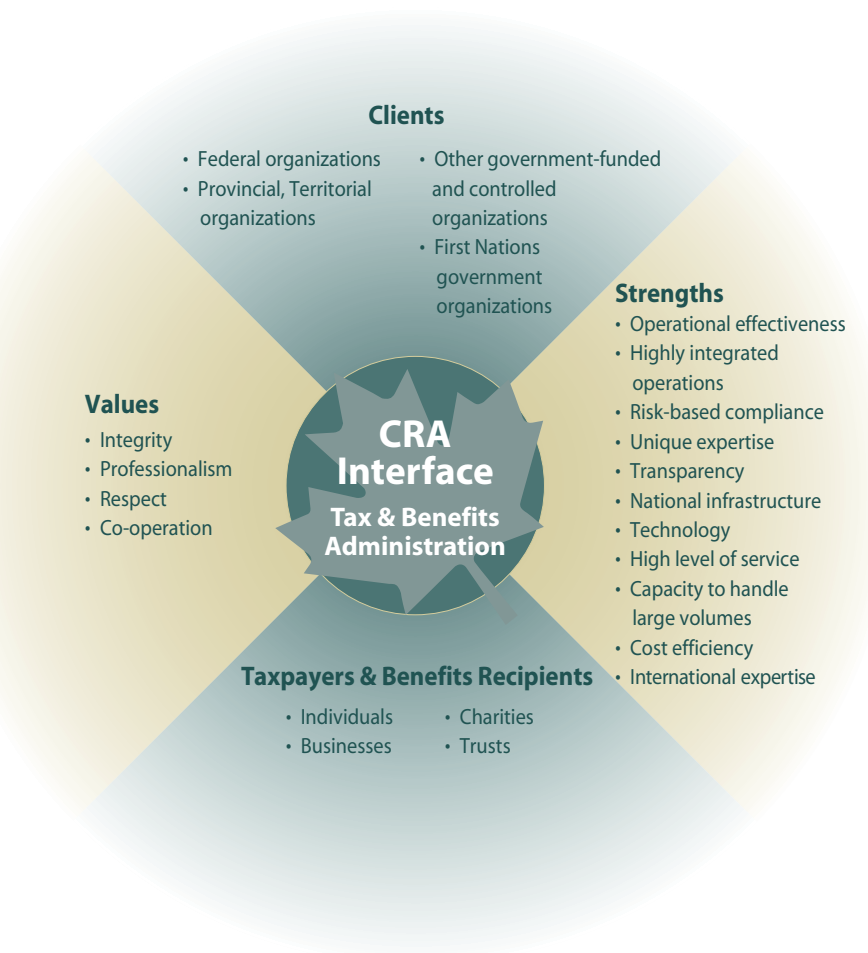 Clients
• Federal organizations
• Provincial, Territorial
organizations
• Other government-funded
and controlled
organizations
• First Nations
government
organizations
Values
• Integrity
• Professionalism
• Respect
• Co-operation
CRA
Interface
Tax & Benefits
Administration
Strengths
• Operational effectiveness
• Highly integrated
operations
• Risk-based compliance
• Unique expertise
• Transparency
• National infrastructure
• Technology
• High level of service
• Capacity to handle
large volumes
• Cost efficiency
• International expertise
Taxpayers & Benefits Recipients
• Individuals
• Businesses
• Charities
• Trusts